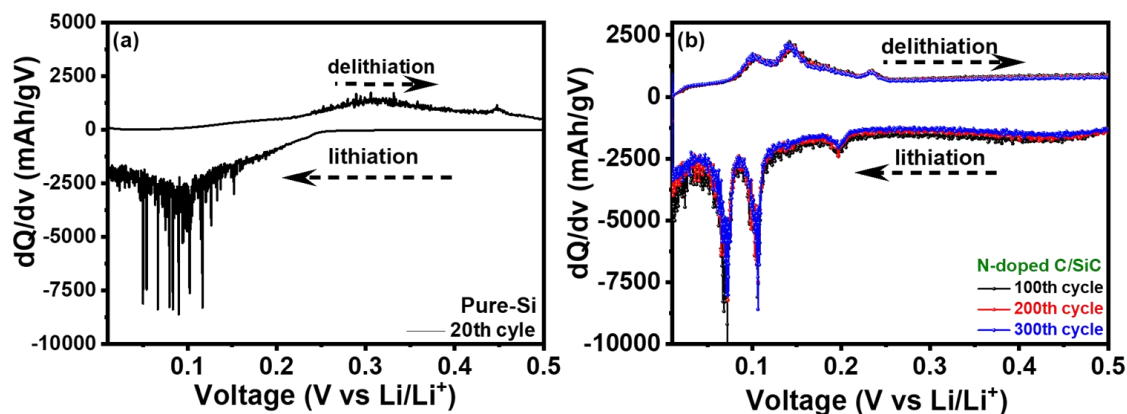 (a)
5000
2500
0
-2500
-5000
-7500
-10000
dQ/dv (mAh/gV)
delithiation
lithiation
Pure-Si
20th cyle
0.1
0.2
0.3
0.4
0.5
Voltage (V vs Li/Li⁺)
(b)
2500
0
-2500
-5000
-7500
-10000
dQ/dv (mAh/gV)
delithiation
lithiation
N-doped C/SiC
100th cycle
200th cycle
300th cycle
0.1
0.2
0.3
0.4
0.5
Voltage (V vs Li/Li⁺)